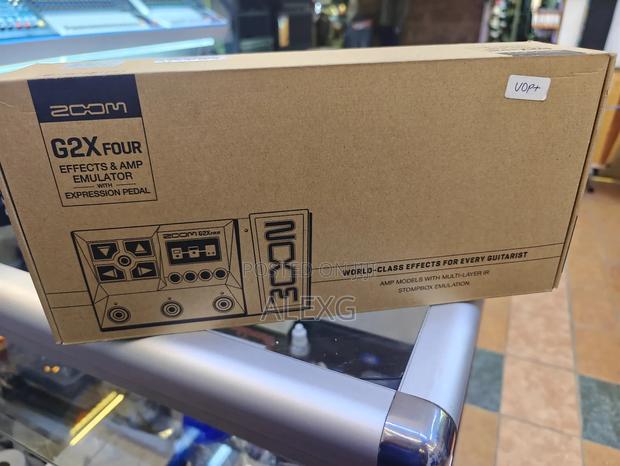 ZOOM
G2X FOUR
EFFECTS & AMP
EMULATOR
WITH
EXPRESSION PEDAL
VOP+
ZOOM G2X FOUR
ZOOM
WORLD-CLASS EFFECTS FOR EVERY GUITARIST
AMP MODELS WITH MULTI-LAYER IR
STOMPBOX EMULATION
POSTED ON
ALEXG